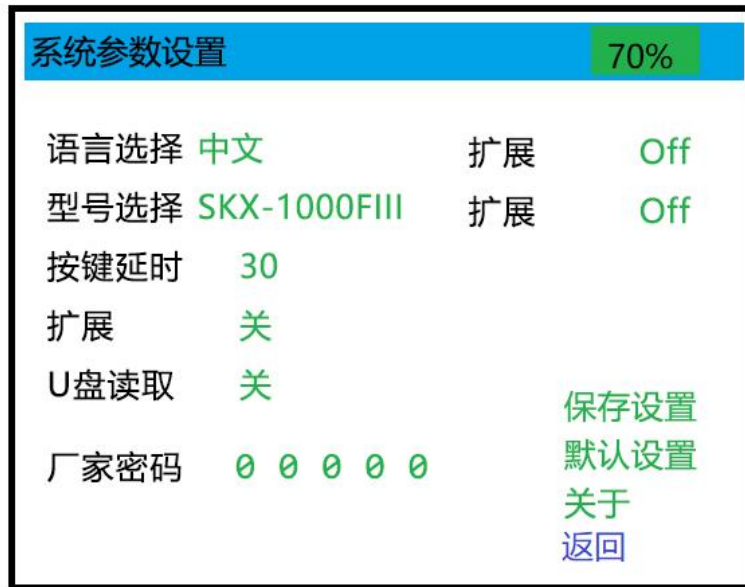 系统参数设置 70%
语言选择 中文 扩展 Off
型号选择 SKX-1000FIII 扩展 Off
按键延时 30
扩展 关
U盘读取 关
保存设置
厂家密码 0 0 0 0 0
默认设置
关于
返回